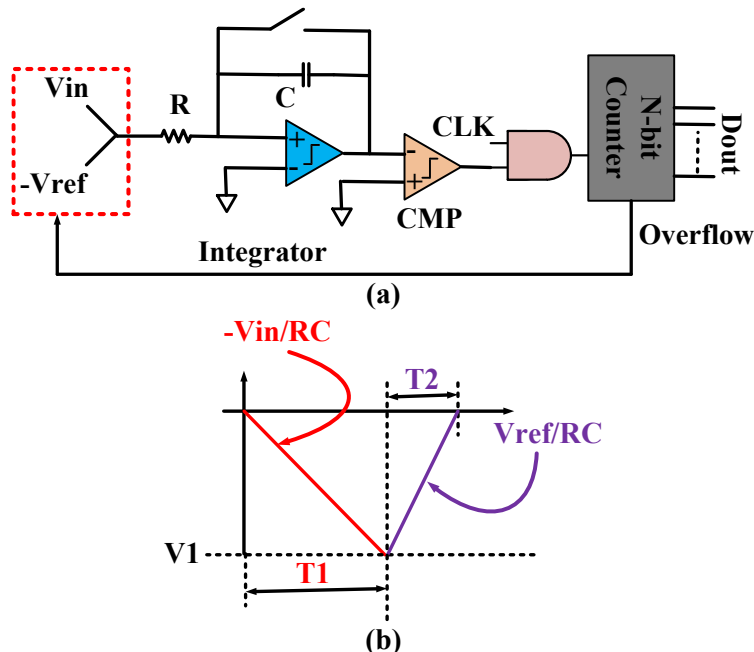 Vin
-Vref
R
C
+
-
-
+
CMP
CLK
N-bit
Counter
Dout
Overflow
Integrator
(a)
-Vin/RC
T2
Vref/RC
V1
T1
(b)